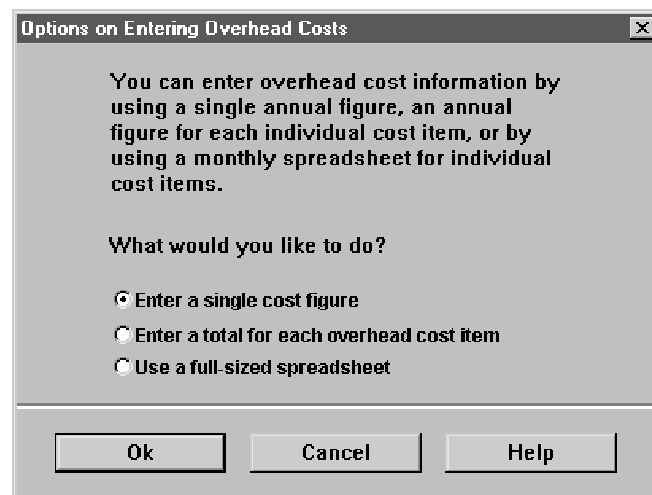 Options on Entering Overhead Costs
You can enter overhead cost information by
using a single annual figure, an annual
figure for each individual cost item, or by
using a monthly spreadsheet for individual
cost items.
What would you like to do?
Enter a single cost figure
Enter a total for each overhead cost item
Use a full-sized spreadsheet
Ok Cancel Help